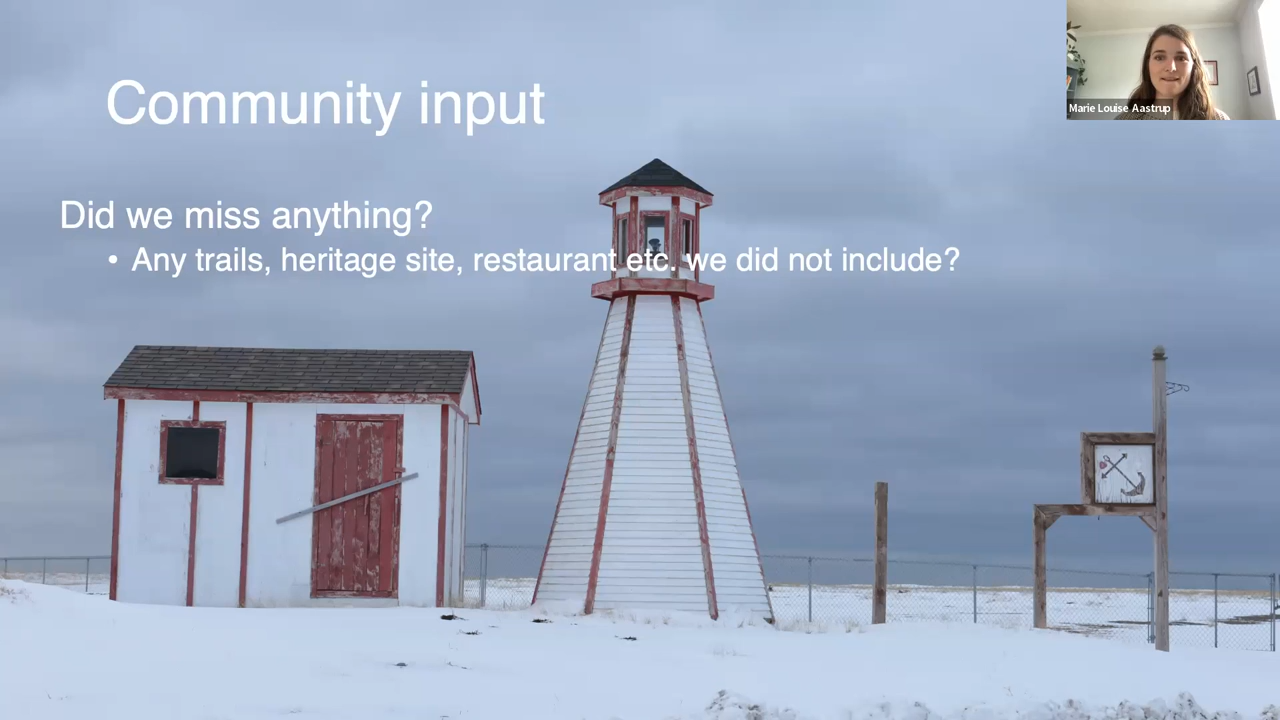 Community input
Marie Louise Aastrup
Did we miss anything?
• Any trails, heritage site, restaurant etc. we did not include?